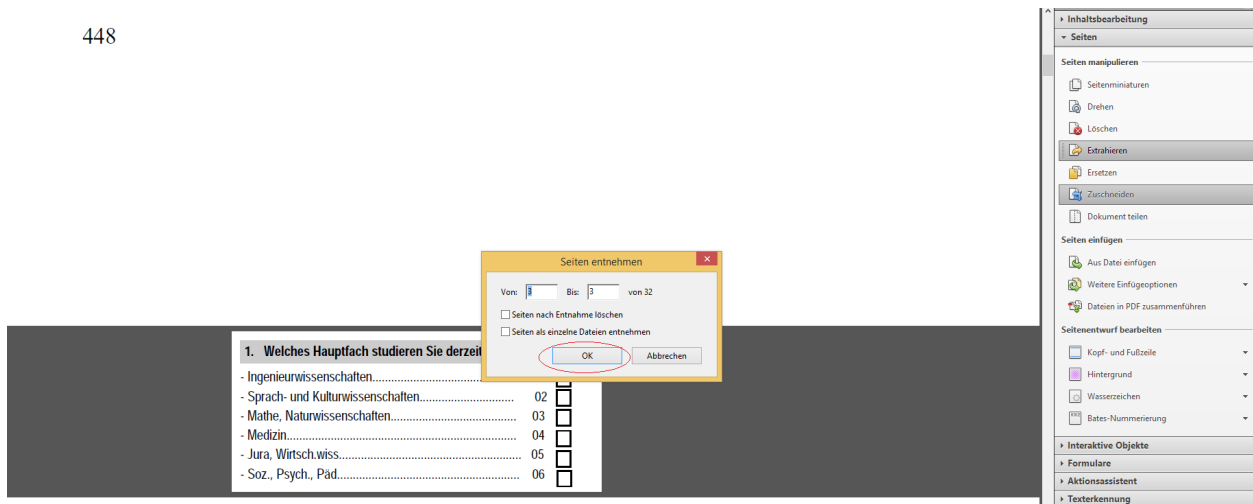 448
Seiten entnehmen
Von: 3 Bis: 3 von 32
Seiten nach Entnahme löschen
Seiten als einzelne Dateien entnehmen
OK Abbrechen
1. Welches Hauptfach studieren Sie derzeit
- Ingenieurwissenschaften
- Sprach- und Kulturwissenschaften 02
- Mathe, Naturwissenschaften 03
- Medizin 04
- Jura, Wirtsch.wiss 05
- Soz., Psych., Päd. 06
Inhaltsbearbeitung
Seiten
Seiten manipulieren
Seitenminiaturen
Drehen
Löschen
Extrahieren
Ersetzen
Zuschneiden
Dokument teilen
Seiten einfügen
Aus Datei einfügen
Weitere Einfügeoptionen
Dateien in PDF zusammenführen
Seitenentwurf bearbeiten
Kopf- und Fußzeile
Hintergrund
Wasserzeichen
Bates-Nummerierung
Interaktive Objekte
Formulare
Aktionsassistent
Texterkennung